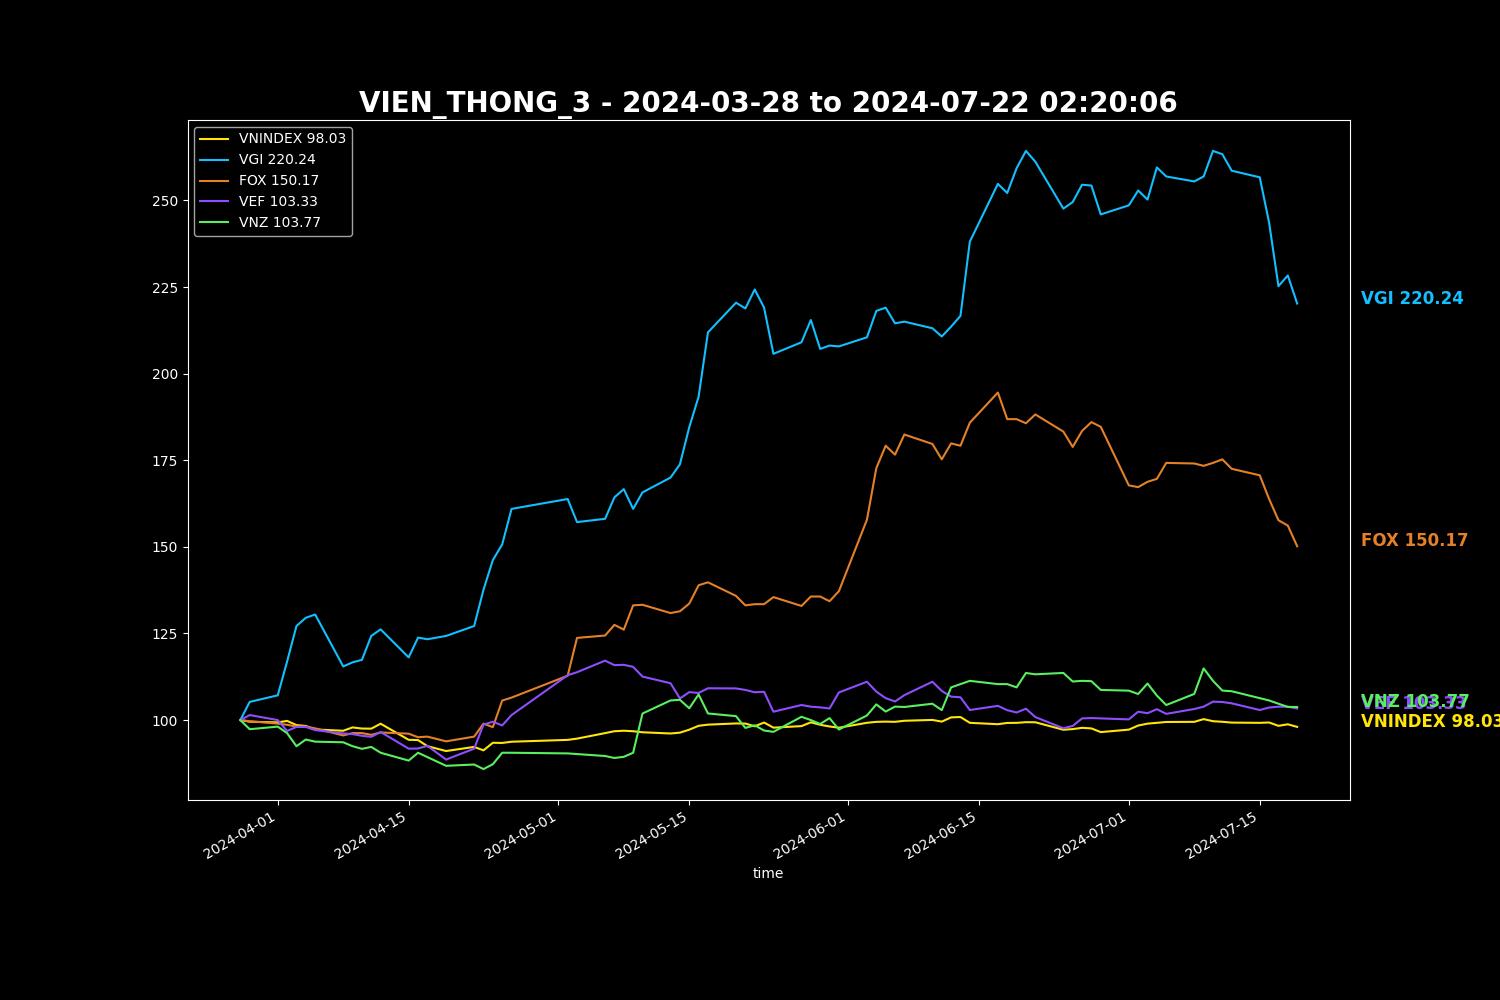 VIEN_THONG_3 - 2024-03-28 to 2024-07-22 02:20:06
VNINDEX 98.03
VGI 220.24
FOX 150.17
VEF 103.33
VNZ 103.77
250
225
200
175
150
125
100
VGI 220.24
FOX 150.17
VNZ 103.77
VEF 103.33
VNINDEX 98.03
2024-04-01
2024-04-15
2024-05-01
2024-05-15
2024-06-01
2024-06-15
2024-07-01
2024-07-15
time